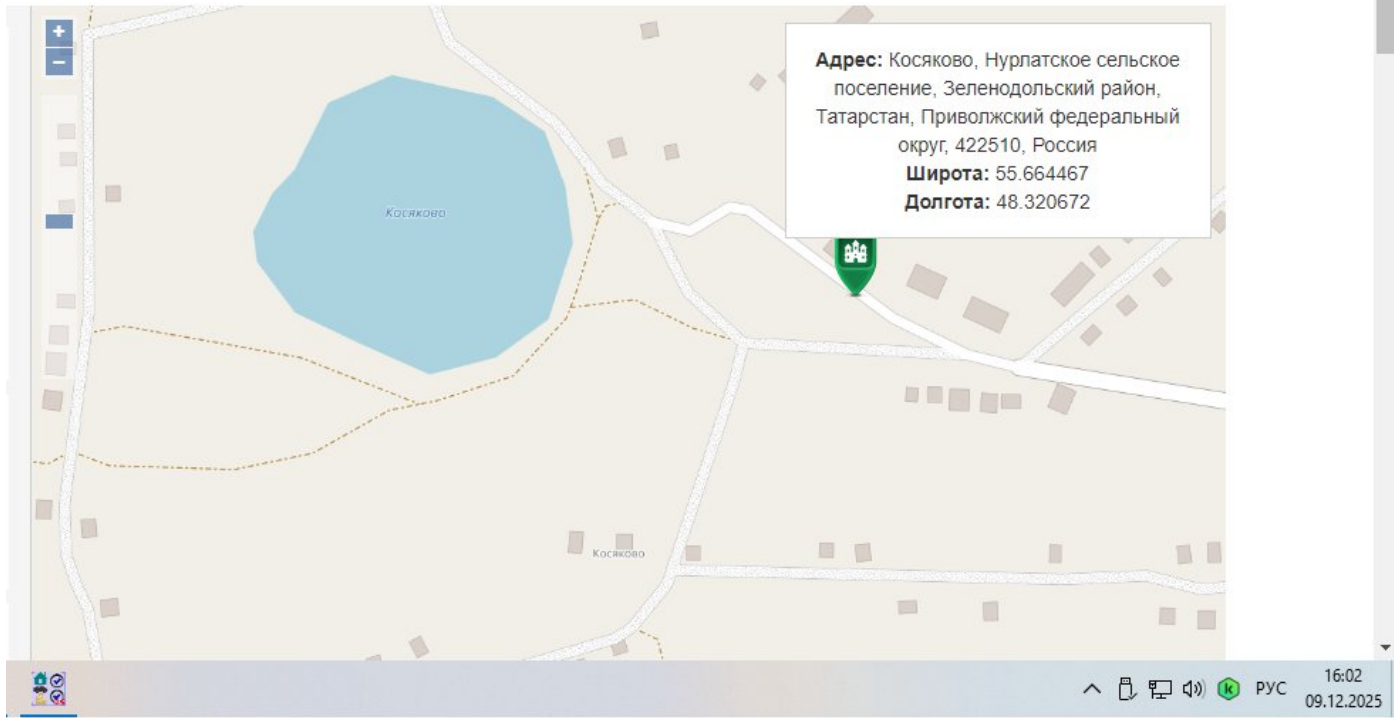 +
−
Адрес: Косяково, Нурлатское сельское
поселение, Зеленодольский район,
Татарстан, Приволжский федеральный
округ, 422510, Россия
Широта: 55.664467
Долгота: 48.320672
Косяково
Косяково
РУС
16:02
09.12.2025